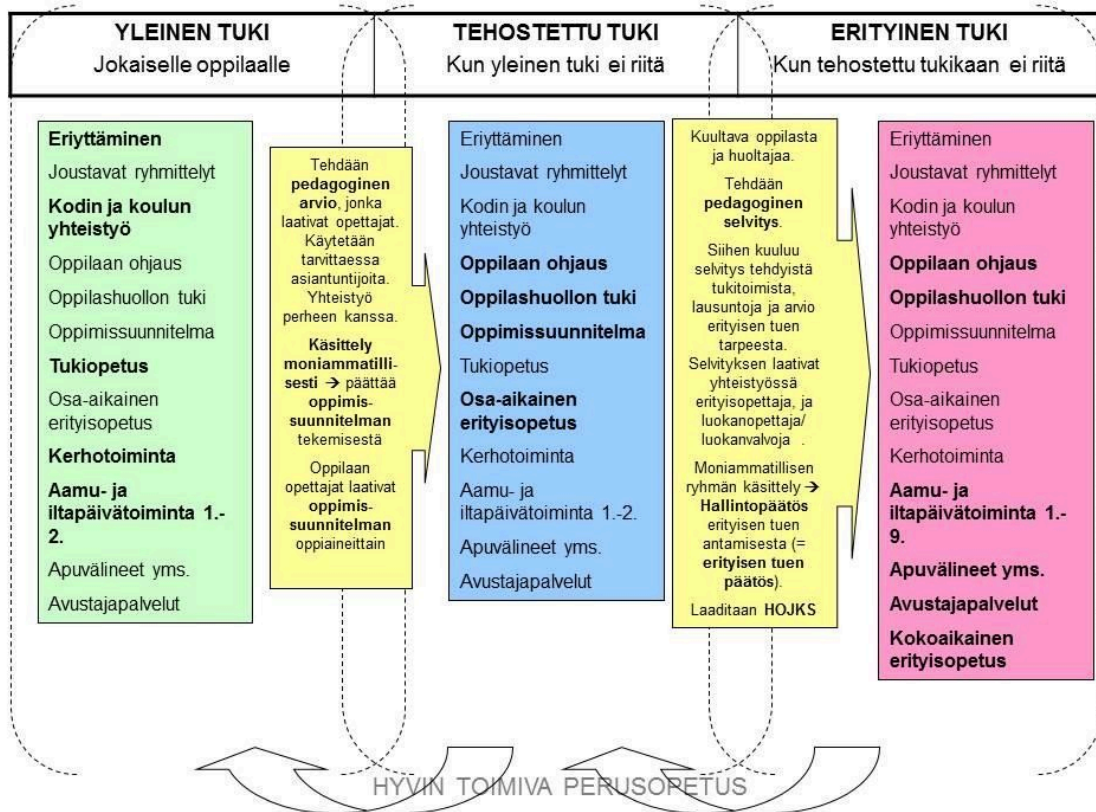 YLEINEN TUKI
Jokaiselle oppilaalle
TEHOSTETTU TUKI
Kun yleinen tuki ei riitä
ERITYINEN TUKI
Kun tehostettu tukikaan ei riitä
Eriyttäminen
Joustavat ryhmittelyt
Kodin ja koulun
yhteistyö
Oppilaan ohjaus
Oppilashuollon tuki
Oppimissuunnitelma
Tukiopetus
Osa-aikainen
erityisopetus
Kerhotoiminta
Aamu- ja
iltapäivätoiminta 1.-
2.
Apuvälineet yms.
Avustajapalvelut
Tehdään
pedagoginen
arvio, jonka
laativat opettajat.
Käytetään
tarvittaessa
asiantuntijoita.
Yhteistyö
perheen kanssa.
Käsittely
moniammatilli-
sesti → päättää
oppimis-
suunnitelman
tekemisestä
Oppilaan
opettajat laativat
oppimis-
suunnitelman
oppiaineittain
Eriyttäminen
Joustavat ryhmittelyt
Kodin ja koulun
yhteistyö
Oppilaan ohjaus
Oppilashuollon tuki
Oppimissuunnitelma
Tukiopetus
Osa-aikainen
erityisopetus
Kerhotoiminta
Aamu- ja
iltapäivätoiminta 1.-2.
Apuvälineet yms.
Avustajapalvelut
Kuultava oppilasta
ja huoltajaa.
Tehdään
pedagoginen
selvitys.
Siihen kuuluu
selvitys tehdyistä
tukitoimista,
lausuntoja ja arvio
erityisen tuen
tarpeesta.
Selvityksen laativat
yhteistyössä
erityisopettaja, ja
luokanopettaja/
luokanvalvoja .
Moniammatillisen
ryhmän käsittely →
Hallintopäätös
erityisen tuen
antamisesta (=
erityisen tuen
päätös).
Laaditaan HOJKS
Eriyttäminen
Joustavat ryhmittelyt
Kodin ja koulun
yhteistyö
Oppilaan ohjaus
Oppilashuollon tuki
Oppimissuunnitelma
Tukiopetus
Osa-aikainen
erityisopetus
Kerhotoiminta
Aamu- ja
iltapäivätoiminta 1.-
9.
Apuvälineet yms.
Avustajapalvelut
Kokoaikainen
erityisopetus
HYVIN TOIMIVA PERUSOPETUS